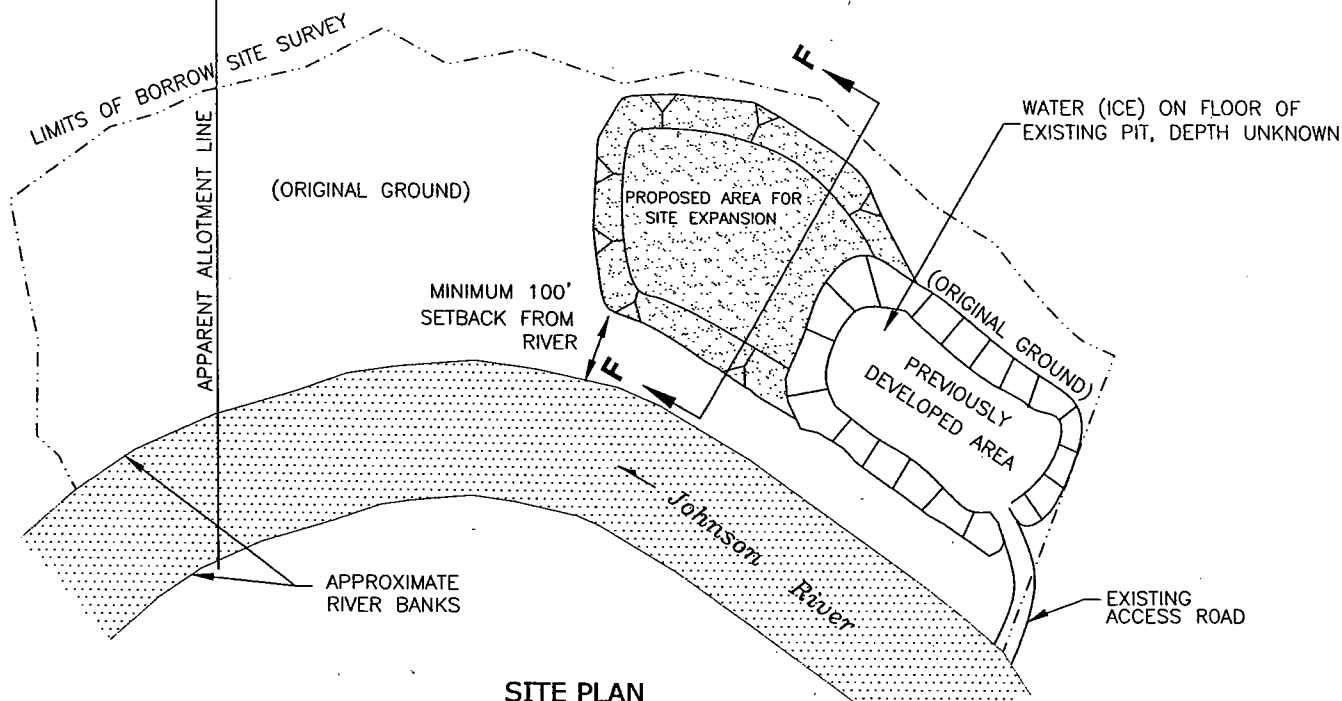 LIMITS OF BORROW SITE SURVEY
APPARENT ALLOTMENT LINE
(ORIGINAL GROUND)
F
WATER (ICE) ON FLOOR OF
EXISTING PIT, DEPTH UNKNOWN
PROPOSED AREA FOR
SITE EXPANSION
MINIMUM 100'
SETBACK FROM
RIVER
F
(ORIGINAL GROUND)
PREVIOUSLY
DEVELOPED AREA
Johnson River
APPROXIMATE
RIVER BANKS
EXISTING
ACCESS ROAD
SITE PLAN